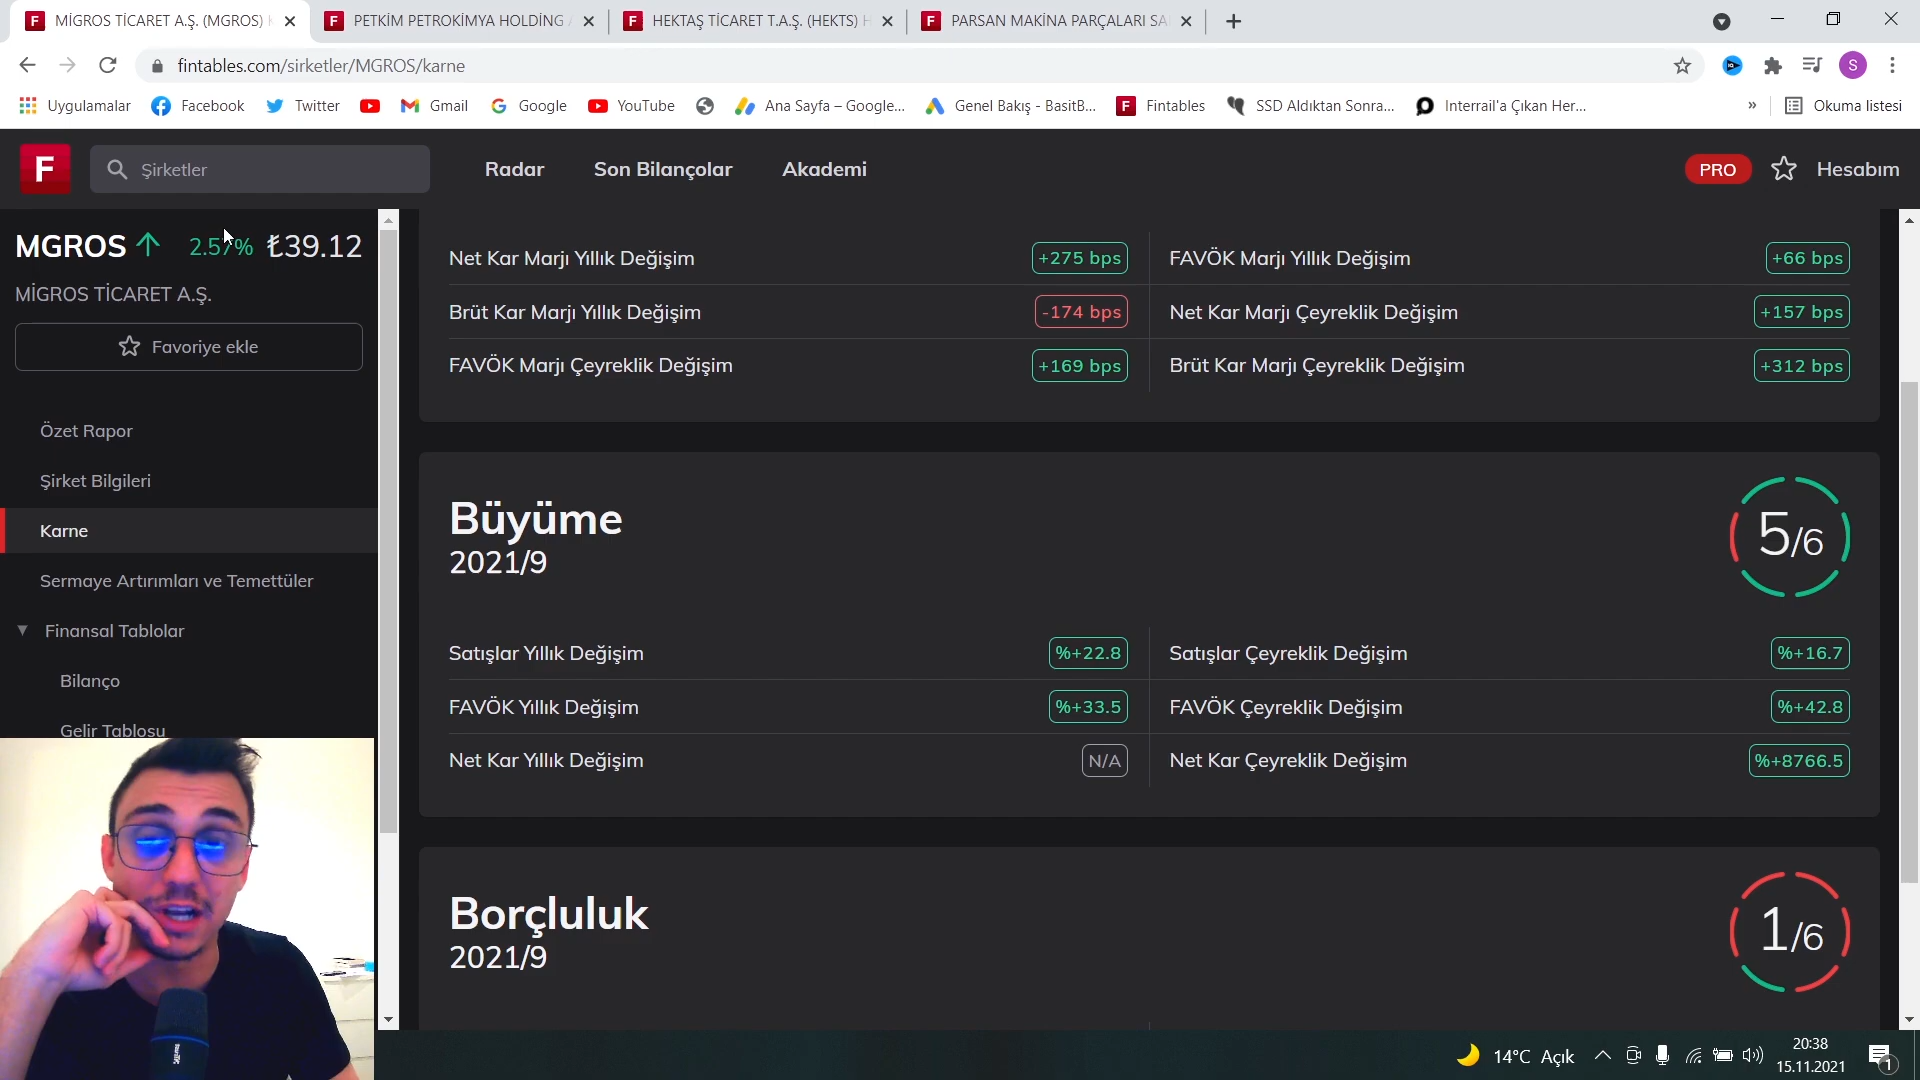 MİGROS TİCARET A.Ş. (MGROS)
PETKİM PETROKİMYA HOLDİNG
HEKTAŞ TİCARET T.A.Ş. (HEKTS)
PARSAN MAKİNA PARÇALARI
fintables.com/sirketler/MGROS/karne
S
Uygulamalar
Facebook
Twitter
Gmail
Google
YouTube
Ana Sayfa – Google...
Genel Bakış - BasitB...
F
Fintables
SSD Aldıktan Sonra...
Interrail'a Çıkan Her...
»
Okuma listesi
F
Şirketler
Radar
Son Bilançolar
Akademi
PRO
Hesabım
MGROS
2.57%
₺39.12
MİGROS TİCARET A.Ş.
Favoriye ekle
Özet Rapor
Şirket Bilgileri
Karne
Sermaye Artırımları ve Temettüler
Finansal Tablolar
Bilanço
Gelir Tablosu
Net Kar Marjı Yıllık Değişim
+275 bps
FAVÖK Marjı Yıllık Değişim
+66 bps
Brüt Kar Marjı Yıllık Değişim
-174 bps
Net Kar Marjı Çeyreklik Değişim
+157 bps
FAVÖK Marjı Çeyreklik Değişim
+169 bps
Brüt Kar Marjı Çeyreklik Değişim
+312 bps
Büyüme
2021/9
5/6
Satışlar Yıllık Değişim
%+22.8
Satışlar Çeyreklik Değişim
%+16.7
FAVÖK Yıllık Değişim
%+33.5
FAVÖK Çeyreklik Değişim
%+42.8
Net Kar Yıllık Değişim
N/A
Net Kar Çeyreklik Değişim
%+8766.5
Borçluluk
2021/9
1/6
14°C Açık
20:38
15.11.2021
1